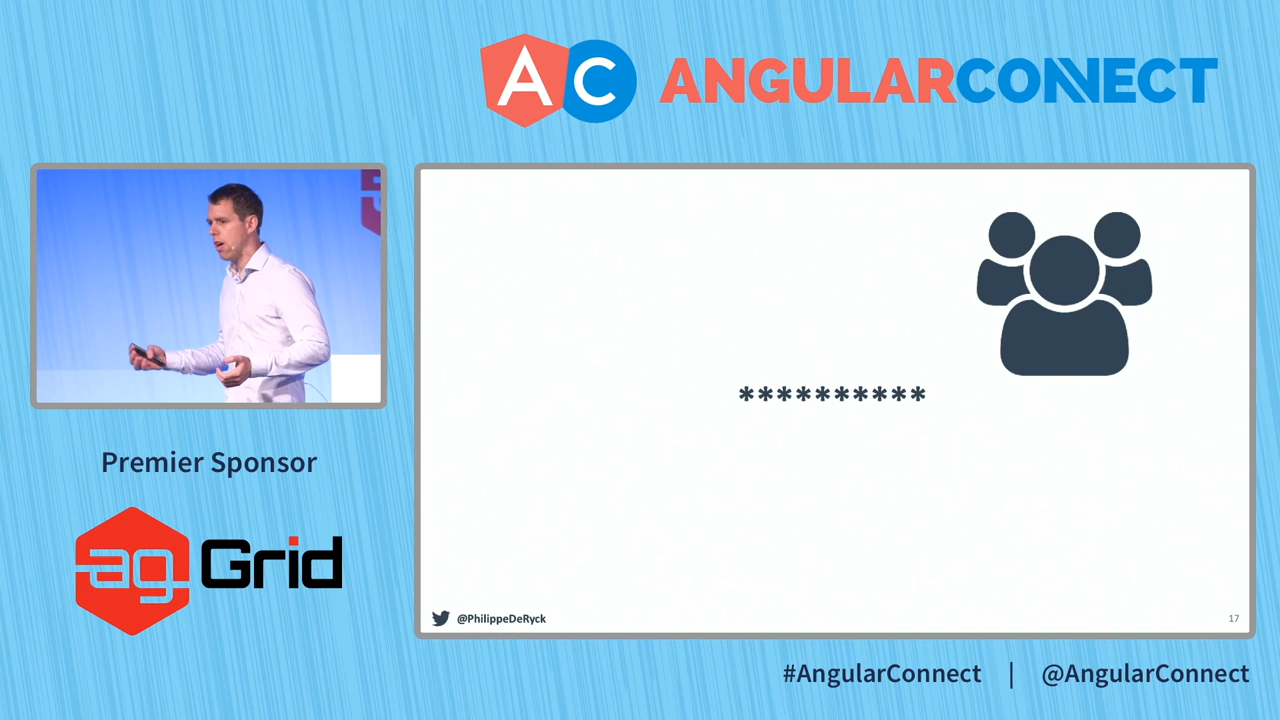 AC ANGULARCONNECT
**********
Premier Sponsor
ag Grid
@PhilippeDeRyck
17
#AngularConnect | @AngularConnect